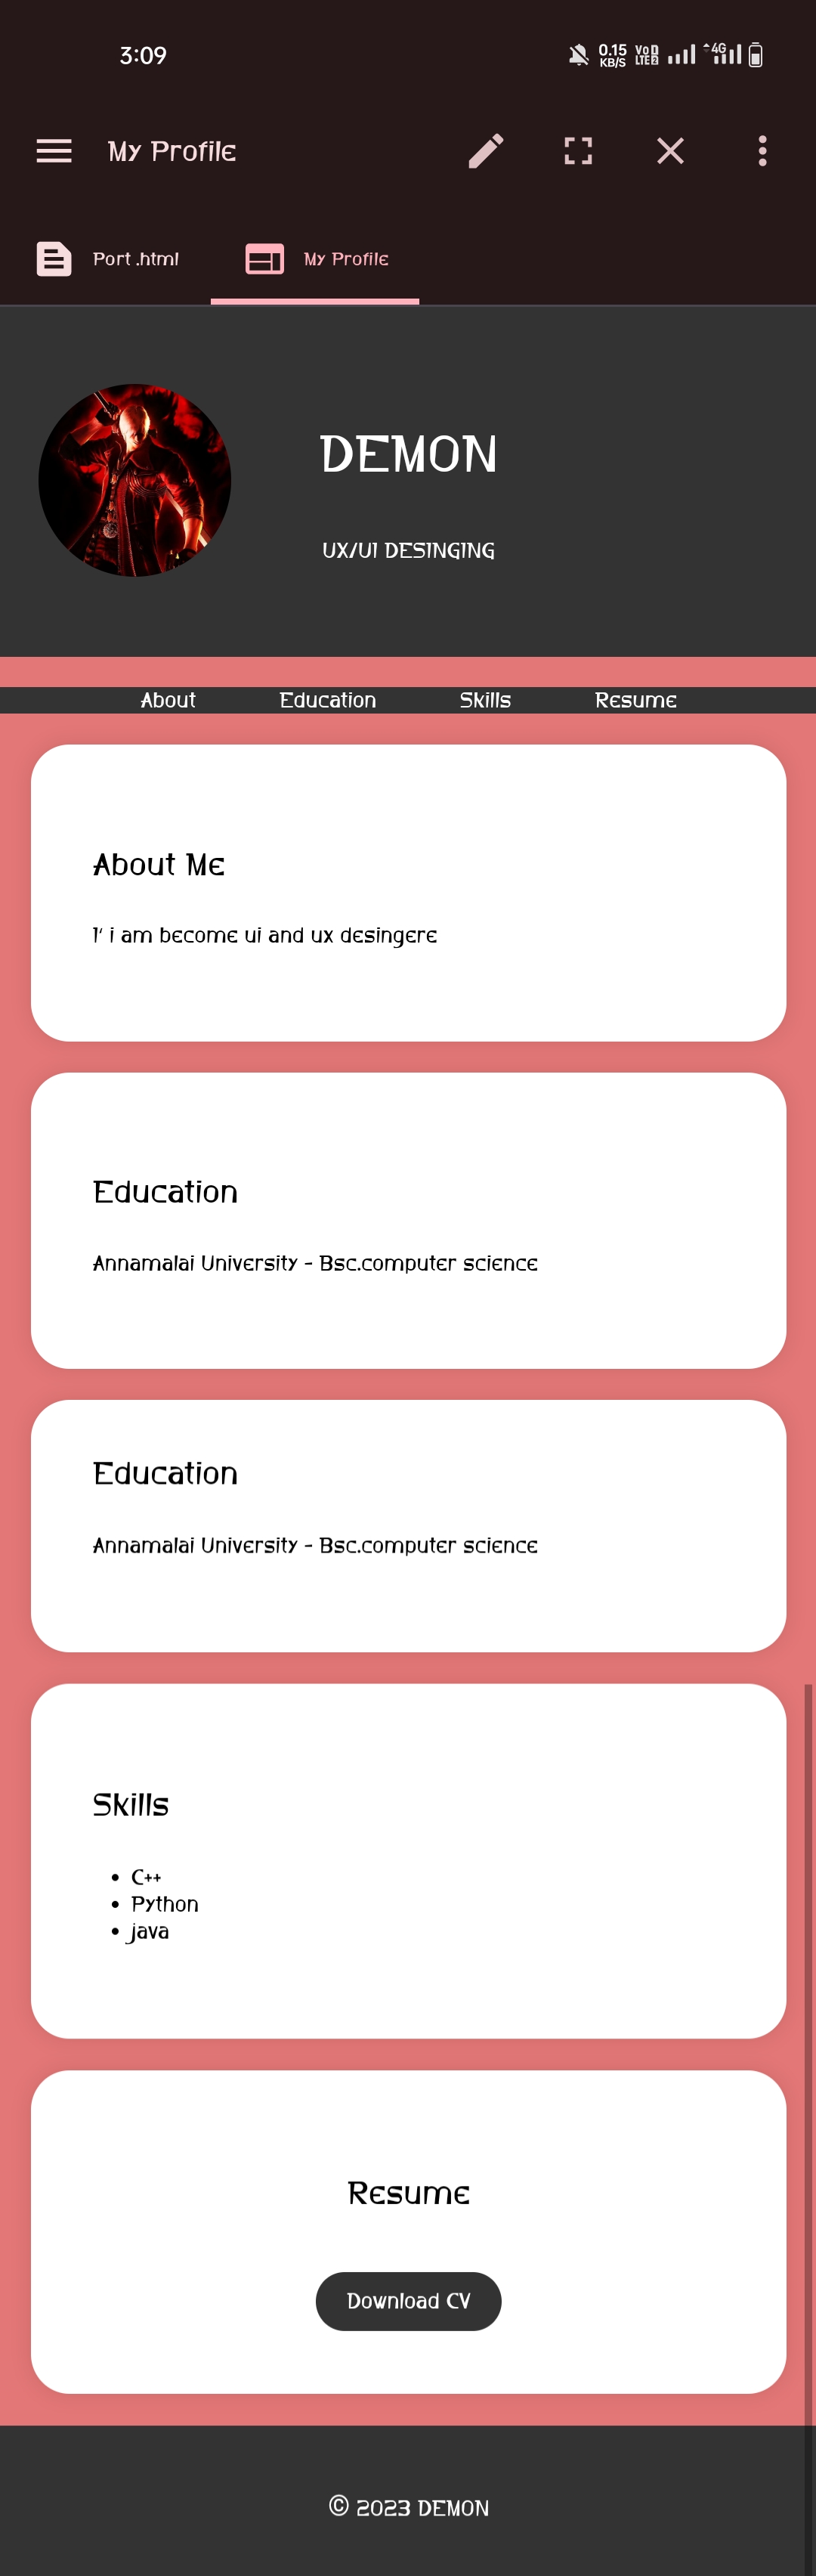 3:09 0.15 KB/S VoD LTE2 4G
My Profile
Port .html My Profile
DEMON
UX/UI DESINGING
About Education Skills Resume
About Me
I' i am become ui and ux desingere
Education
Annamalai University - Bsc.computer science
Education
Annamalai University - Bsc.computer science
Skills
• C++
• Python
• java
Resume
Download CV
© 2023 DEMON